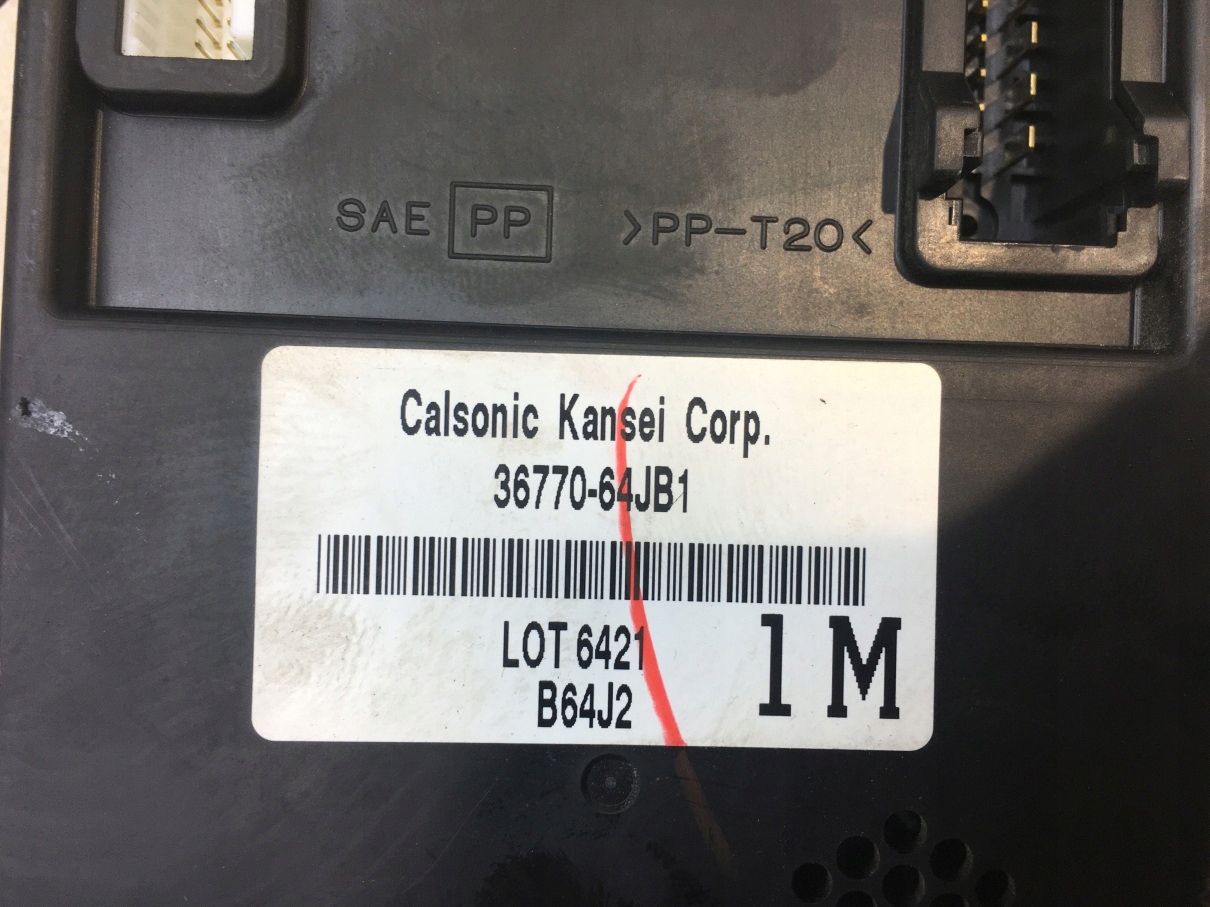 SAE PP >PP-T20<
Calsonic Kansei Corp.
36770-64JB1
LOT 6421
B64J2
1M